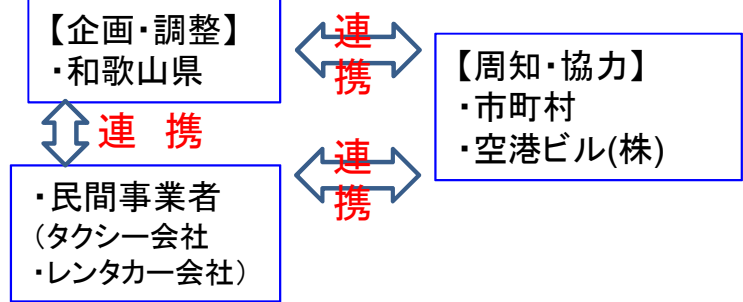 【企画・調整】
・和歌山県
連
携
【周知・協力】
・市町村
・空港ビル(株)
連 携
連
携
・民間事業者
（タクシー会社
・レンタカー会社）